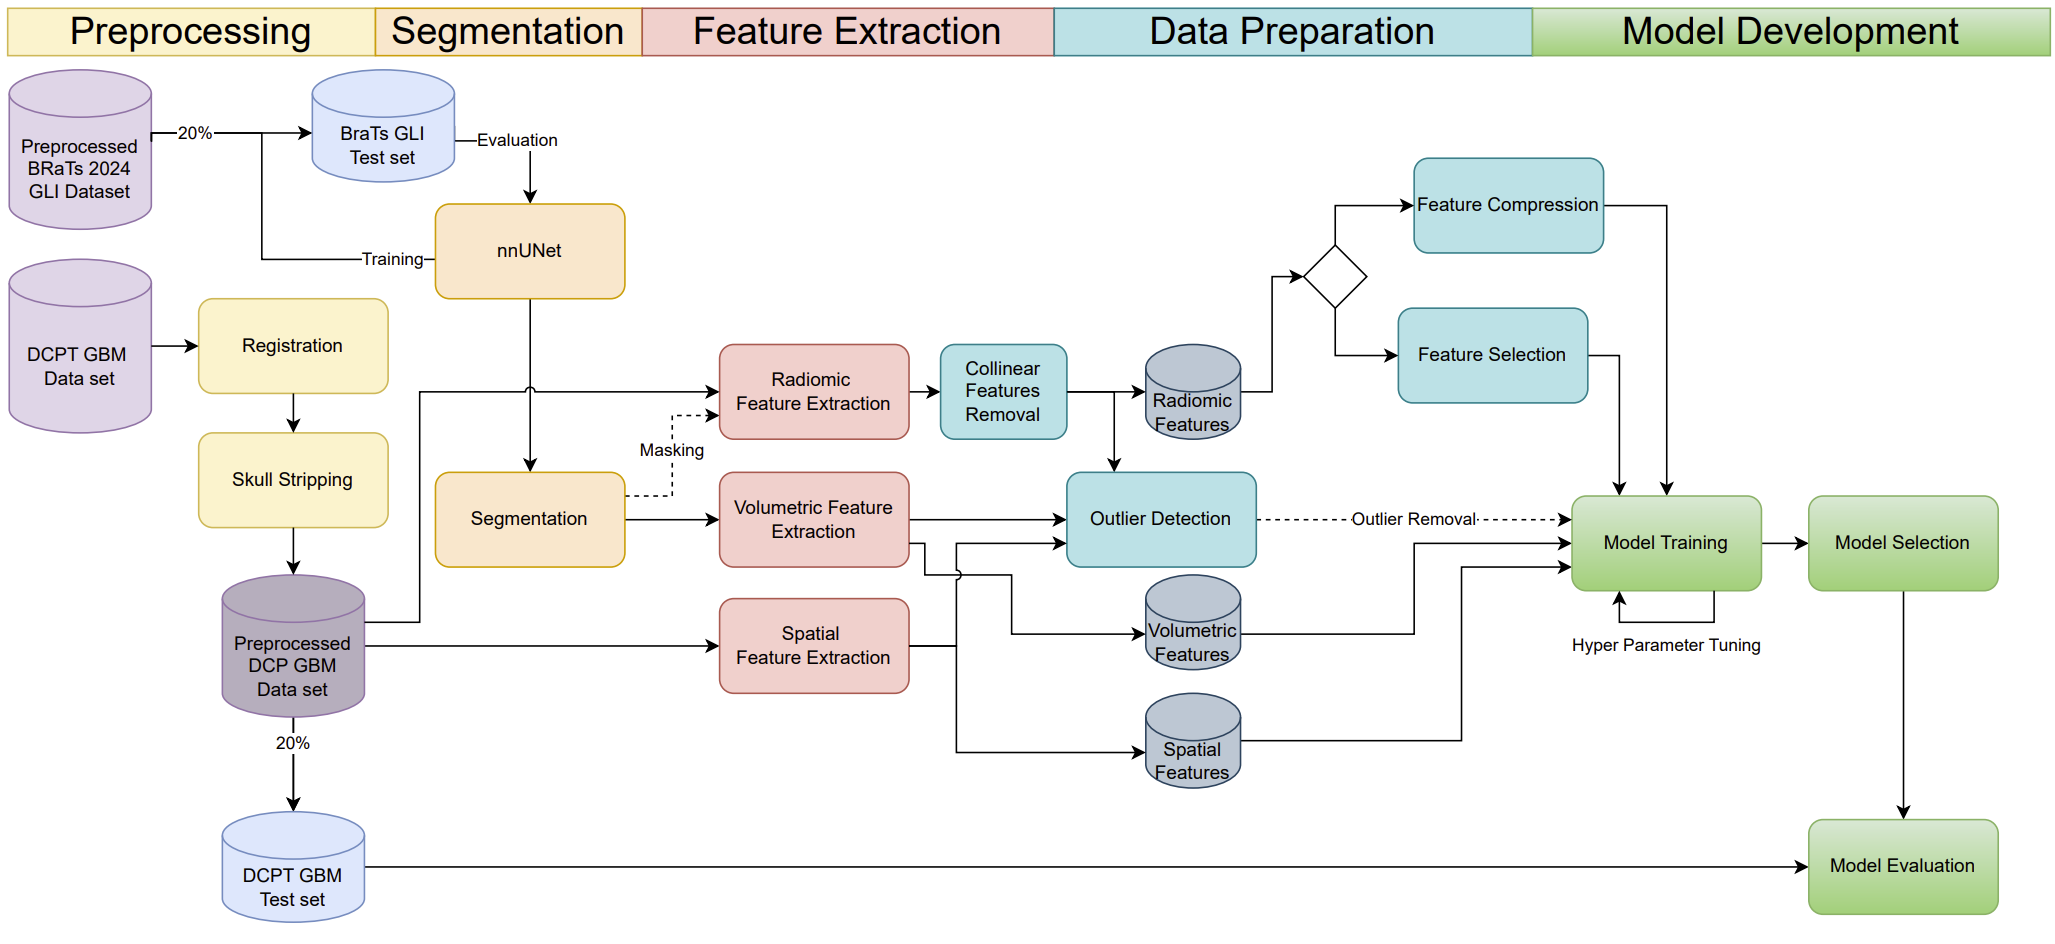 Preprocessing
Segmentation
Feature Extraction
Data Preparation
Model Development
Preprocessed
BRaTs 2024
GLI Dataset
20%
BraTs GLI
Test set
Evaluation
nnUNet
Training
DCPT GBM
Data set
Registration
Skull Stripping
Preprocessed
DCP GBM
Data set
20%
DCPT GBM
Test set
Segmentation
Masking
Radiomic
Feature Extraction
Volumetric Feature
Extraction
Spatial
Feature Extraction
Collinear
Features
Removal
Outlier Detection
Radiomic
Features
Volumetric
Features
Spatial
Features
Feature Compression
Feature Selection
Outlier Removal
Model Training
Hyper Parameter Tuning
Model Selection
Model Evaluation